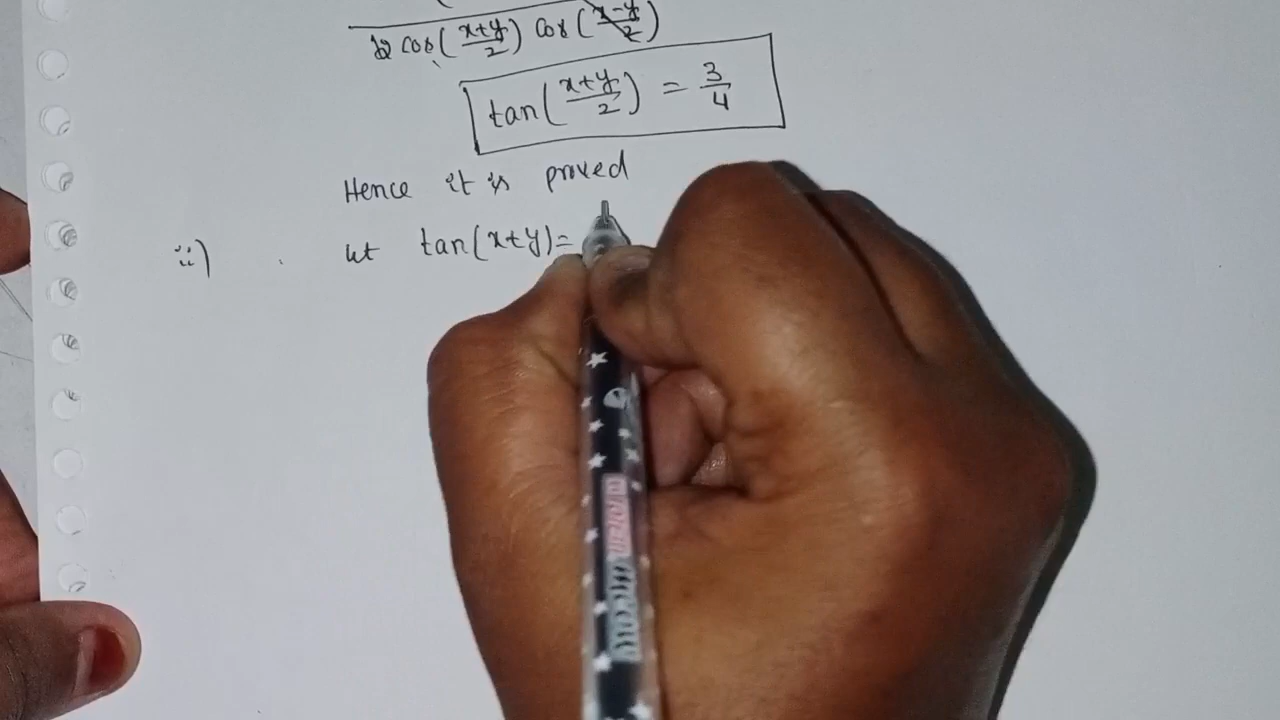 2 cos(x+y/2) cos(x-y/2)
tan(x+y/2) = 3/4
Hence it is proved
ii) let tan(x+y)=